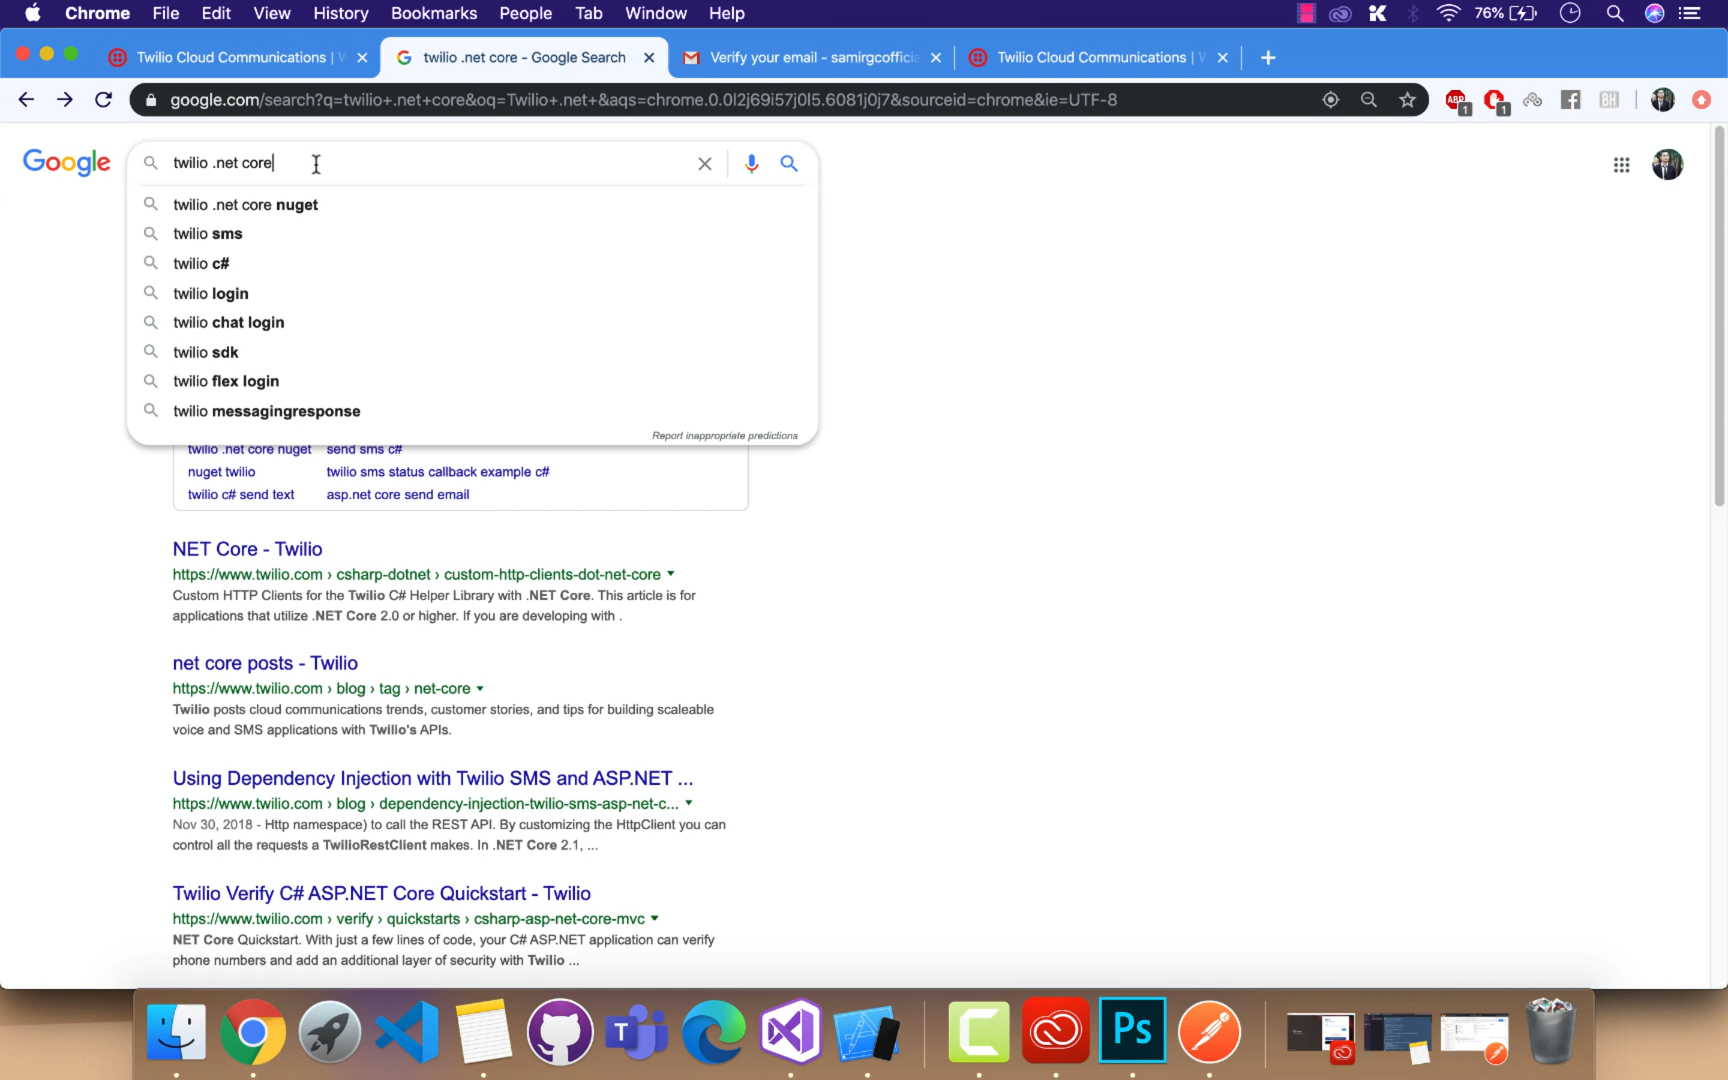 Chrome File Edit View History Bookmarks People Tab Window Help 76%
Twilio Cloud Communications | twilio .net core - Google Search Verify your email - samirgcofficia Twilio Cloud Communications |
google.com/search?q=twilio+.net+core&oq=Twilio+.net+&aqs=chrome.0.0l2j69i57j0l5.6081j0j7&sourceid=chrome&ie=UTF-8
ABP 1 1 BH
Google twilio .net core
twilio .net core nuget
twilio sms
twilio c#
twilio login
twilio chat login
twilio sdk
twilio flex login
twilio messagingresponse
Report inappropriate predictions
twilio .net core nuget send sms c#
nuget twilio twilio sms status callback example c#
twilio c# send text asp.net core send email
NET Core - Twilio
https://www.twilio.com › csharp-dotnet › custom-http-clients-dot-net-core
Custom HTTP Clients for the Twilio C# Helper Library with .NET Core. This article is for
applications that utilize .NET Core 2.0 or higher. If you are developing with .
net core posts - Twilio
https://www.twilio.com › blog › tag › net-core
Twilio posts cloud communications trends, customer stories, and tips for building scaleable
voice and SMS applications with Twilio's APIs.
Using Dependency Injection with Twilio SMS and ASP.NET ...
https://www.twilio.com › blog › dependency-injection-twilio-sms-asp-net-c...
Nov 30, 2018 - Http namespace) to call the REST API. By customizing the HttpClient you can
control all the requests a TwilioRestClient makes. In .NET Core 2.1, ...
Twilio Verify C# ASP.NET Core Quickstart - Twilio
https://www.twilio.com › verify › quickstarts › csharp-asp-net-core-mvc
NET Core Quickstart. With just a few lines of code, your C# ASP.NET application can verify
phone numbers and add an additional layer of security with Twilio ...
T Ps